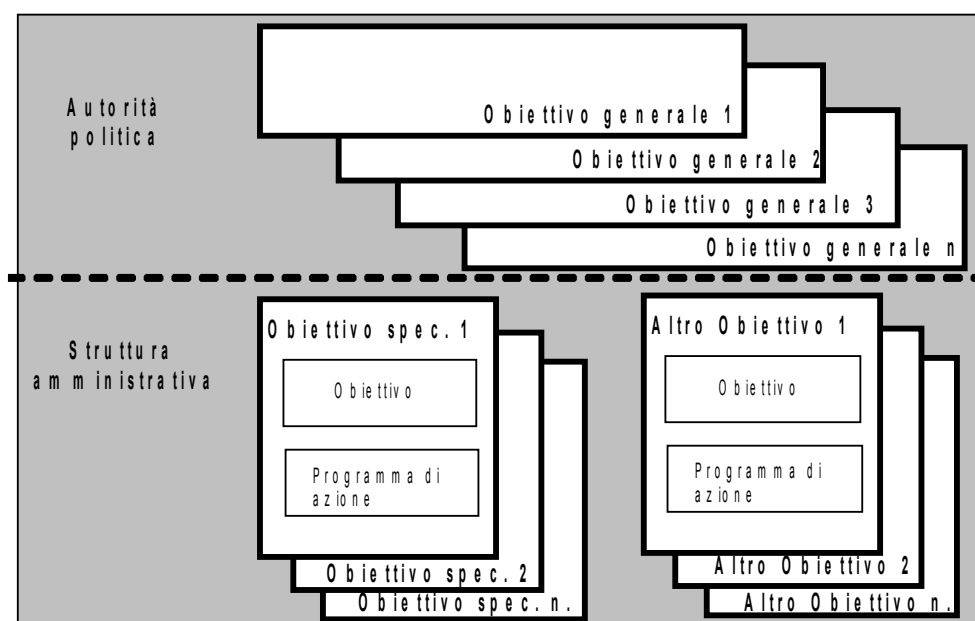 Autorità
politica
Obiettivo generale 1
Obiettivo generale 2
Obiettivo generale 3
Obiettivo generale n
Struttura
amministrativa
Obiettivo spec. 1
Obiettivo
Programma di
azione
Obiettivo spec. 2
Obiettivo spec. n.
Altro Obiettivo 1
Obiettivo
Programma di
azione
Altro Obiettivo 2
Altro Obiettivo n.